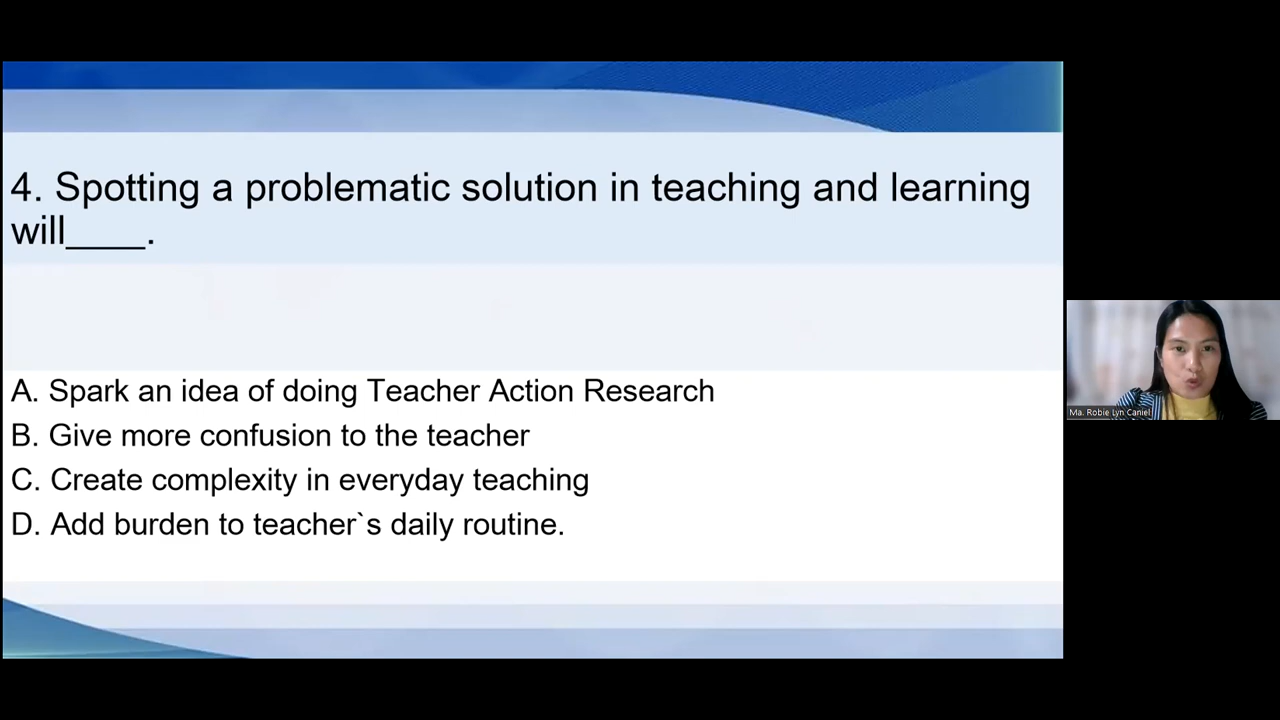 4. Spotting a problematic solution in teaching and learning
will____.
A. Spark an idea of doing Teacher Action Research
B. Give more confusion to the teacher
C. Create complexity in everyday teaching
D. Add burden to teacher`s daily routine.
Ma. Robie Lyn Caniel